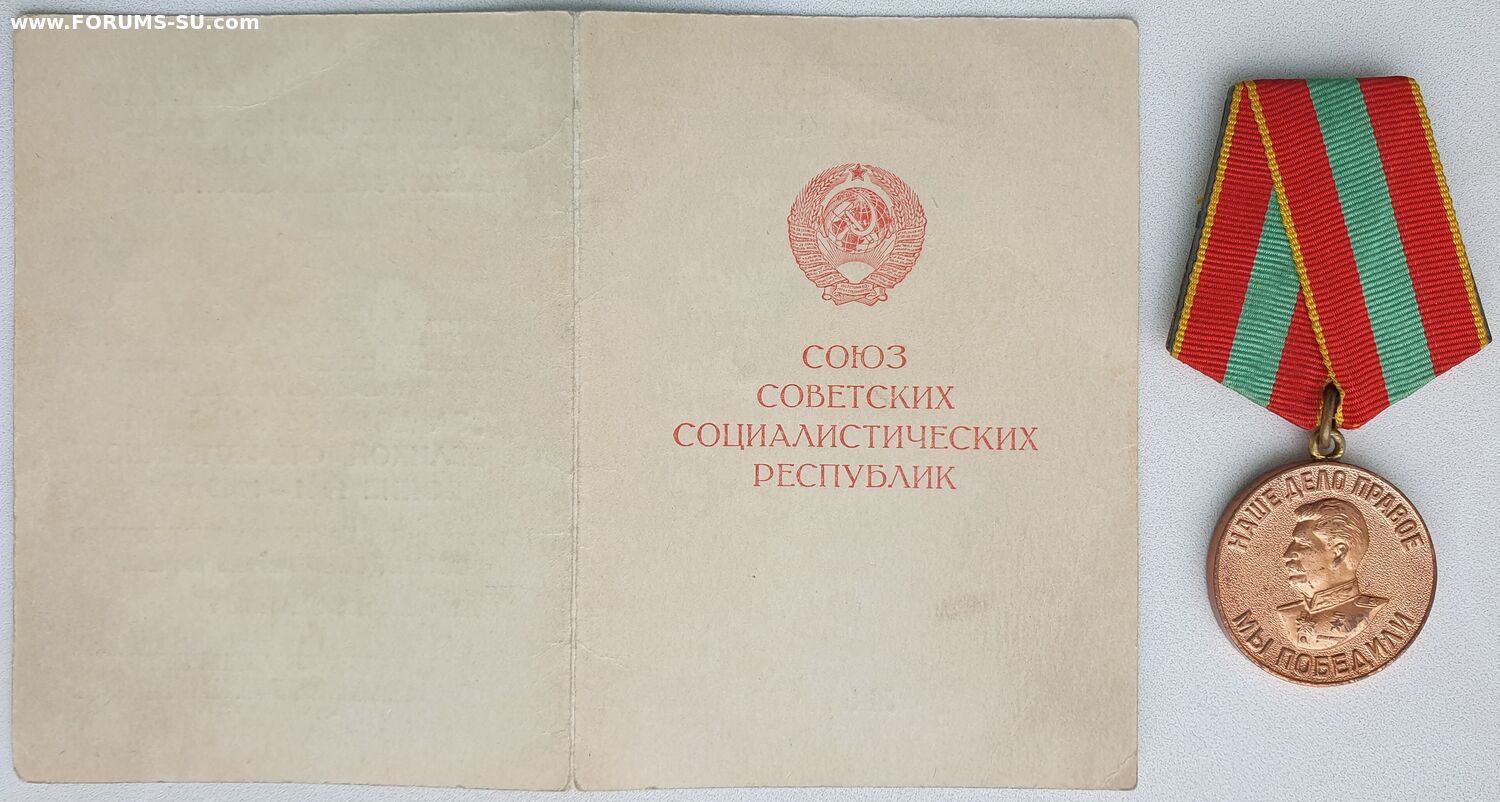 www.FORUMS-SU.com
СОЮЗ
СОВЕТСКИХ
СОЦИАЛИСТИЧЕСКИХ
РЕСПУБЛИК
НАШЕ ДЕЛО ПРАВОЕ
МЫ ПОБЕДИЛИ